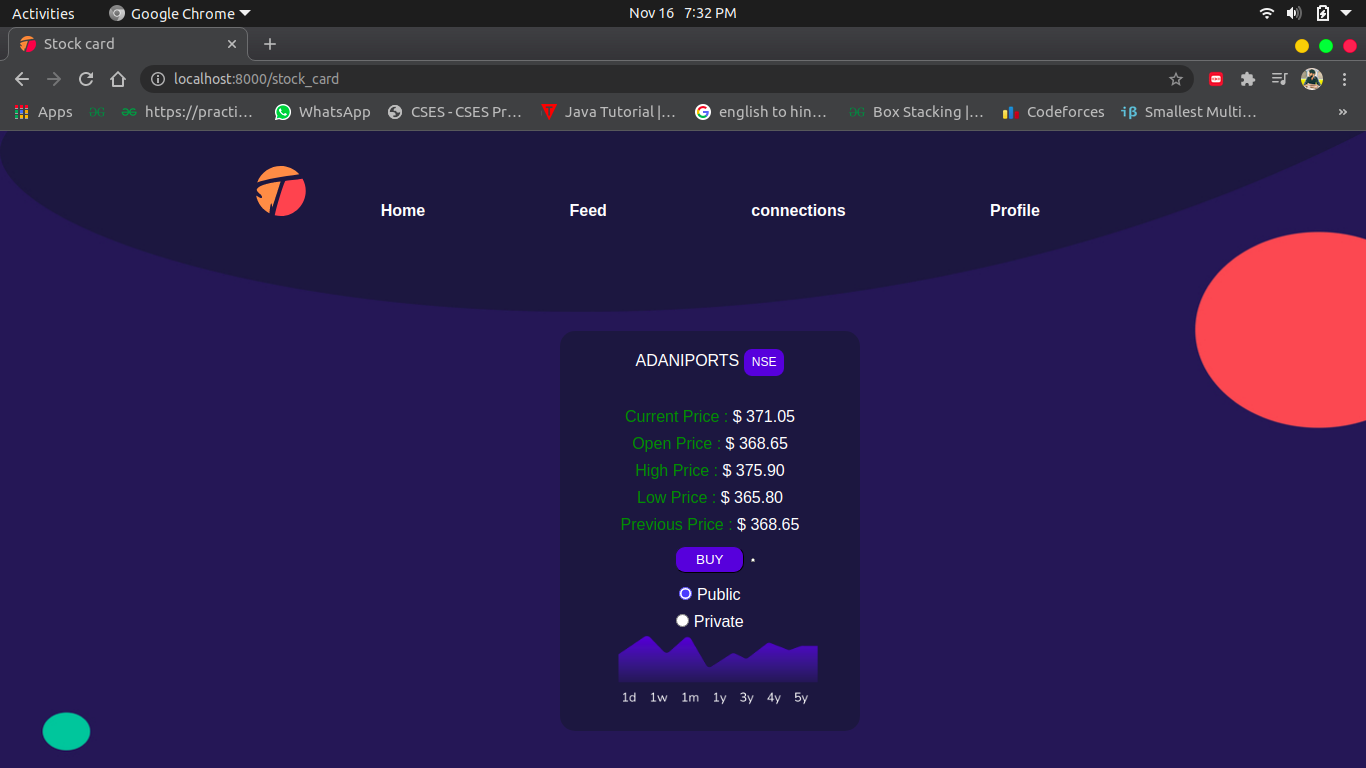 Activities Google Chrome Nov 16 7:32 PM
Stock card
localhost:8000/stock_card
Apps https://practi... WhatsApp CSES - CSES Pr... Java Tutorial |... english to hin... Box Stacking |... Codeforces Smallest Multi... »
Home Feed connections Profile
ADANIPORTS NSE
Current Price : $ 371.05
Open Price : $ 368.65
High Price : $ 375.90
Low Price : $ 365.80
Previous Price : $ 368.65
BUY
Public
Private
1d 1w 1m 1y 3y 4y 5y